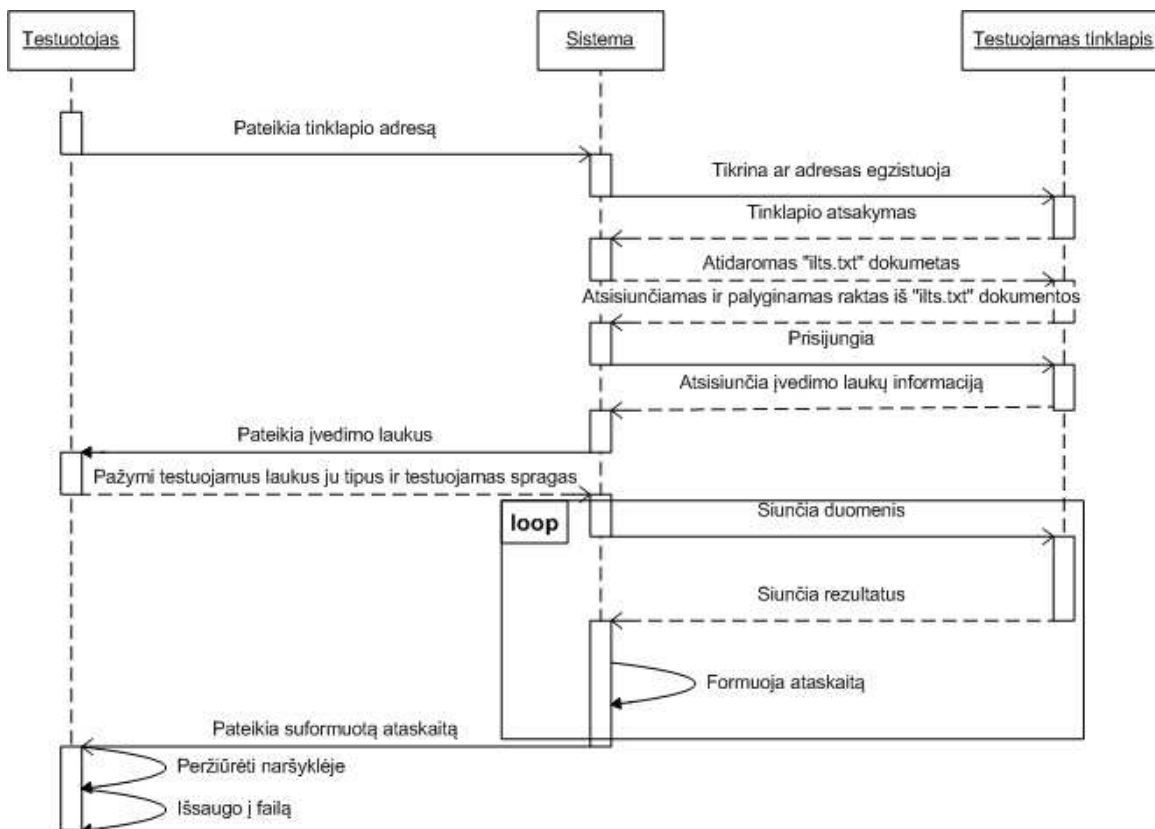 Testuotojas
Sistema
Testuojamas tinklapis
Pateikia tinklapio adresą
Tikrina ar adresas egzistuoja
Tinklapio atsakymas
Atidaromas "ilts.txt" dokumetas
Atsisiunčiamas ir palyginamas raktas iš "ilts.txt" dokumentos
Prisijungia
Atsisiunčia įvedimo laukų informaciją
Pateikia įvedimo laukus
Pažymi testuojamus laukus ju tipus ir testuojamas spragas
loop
Siunčia duomenis
Siunčia rezultatus
Formuoja ataskaitą
Pateikia suformuotą ataskaitą
Peržiūrėti naršyklėje
Išsaugo į failą